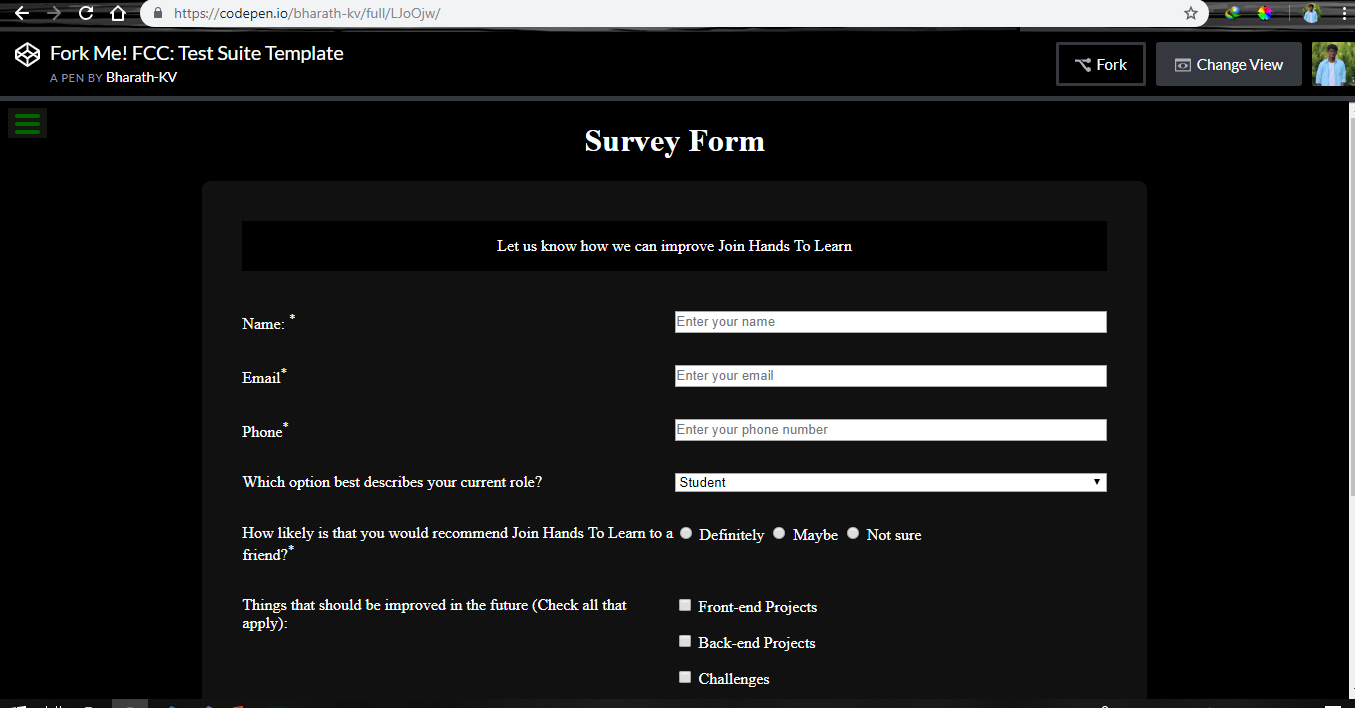 https://codepen.io/bharath-kv/full/LJoOjw/
Fork Me! FCC: Test Suite Template
A PEN BY Bharath-KV
Fork
Change View
Survey Form
Let us know how we can improve Join Hands To Learn
Name: *
Enter your name
Email*
Enter your email
Phone*
Enter your phone number
Which option best describes your current role?
Student
How likely is that you would recommend Join Hands To Learn to a
friend?*
Definitely Maybe Not sure
Things that should be improved in the future (Check all that
apply):
Front-end Projects
Back-end Projects
Challenges